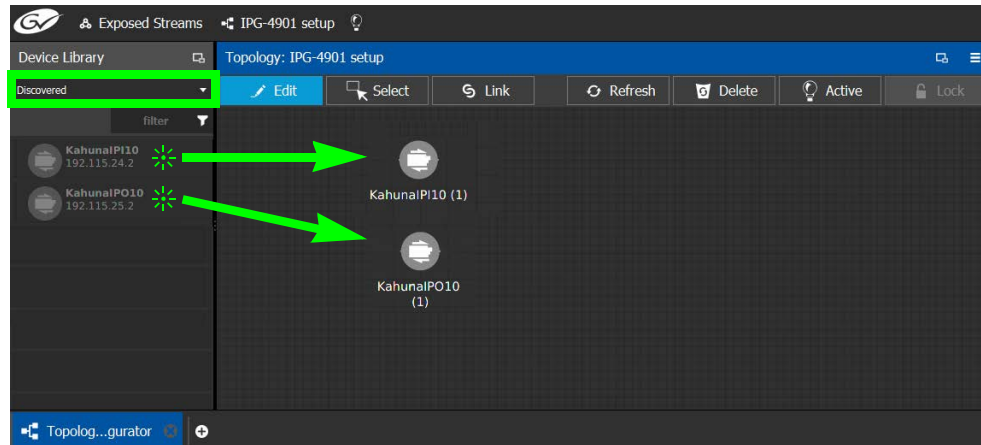 GV Exposed Streams IPG-4901 setup
Device Library
Topology: IPG-4901 setup
Discovered
Edit Select Link Refresh Delete Active Lock
filter
KahunaIPI10
192.115.24.2
KahunaIPO10
192.115.25.2
KahunaIPI10 (1)
KahunaIPO10
(1)
Topolog...gurator